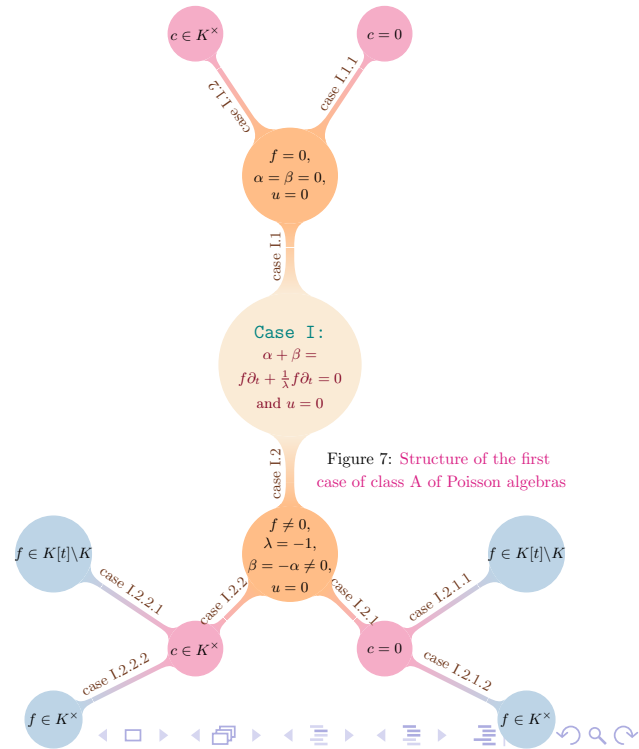 c ∈ K×
c = 0
case I.1.2
case I.1.1
f = 0,
α = β = 0,
u = 0
case I.1
Case I:
α + β =
f∂t + 1/λ f∂t = 0
and u = 0
case I.2
Figure 7: Structure of the first
case of class A of Poisson algebras
f ≠ 0,
λ = −1,
β = −α ≠ 0,
u = 0
f ∈ K[t]\K
f ∈ K[t]\K
case I.2.2.1
case I.2.2
case I.2.1
case I.2.1.1
c ∈ K×
c = 0
case I.2.2.2
case I.2.1.2
f ∈ K×
f ∈ K×